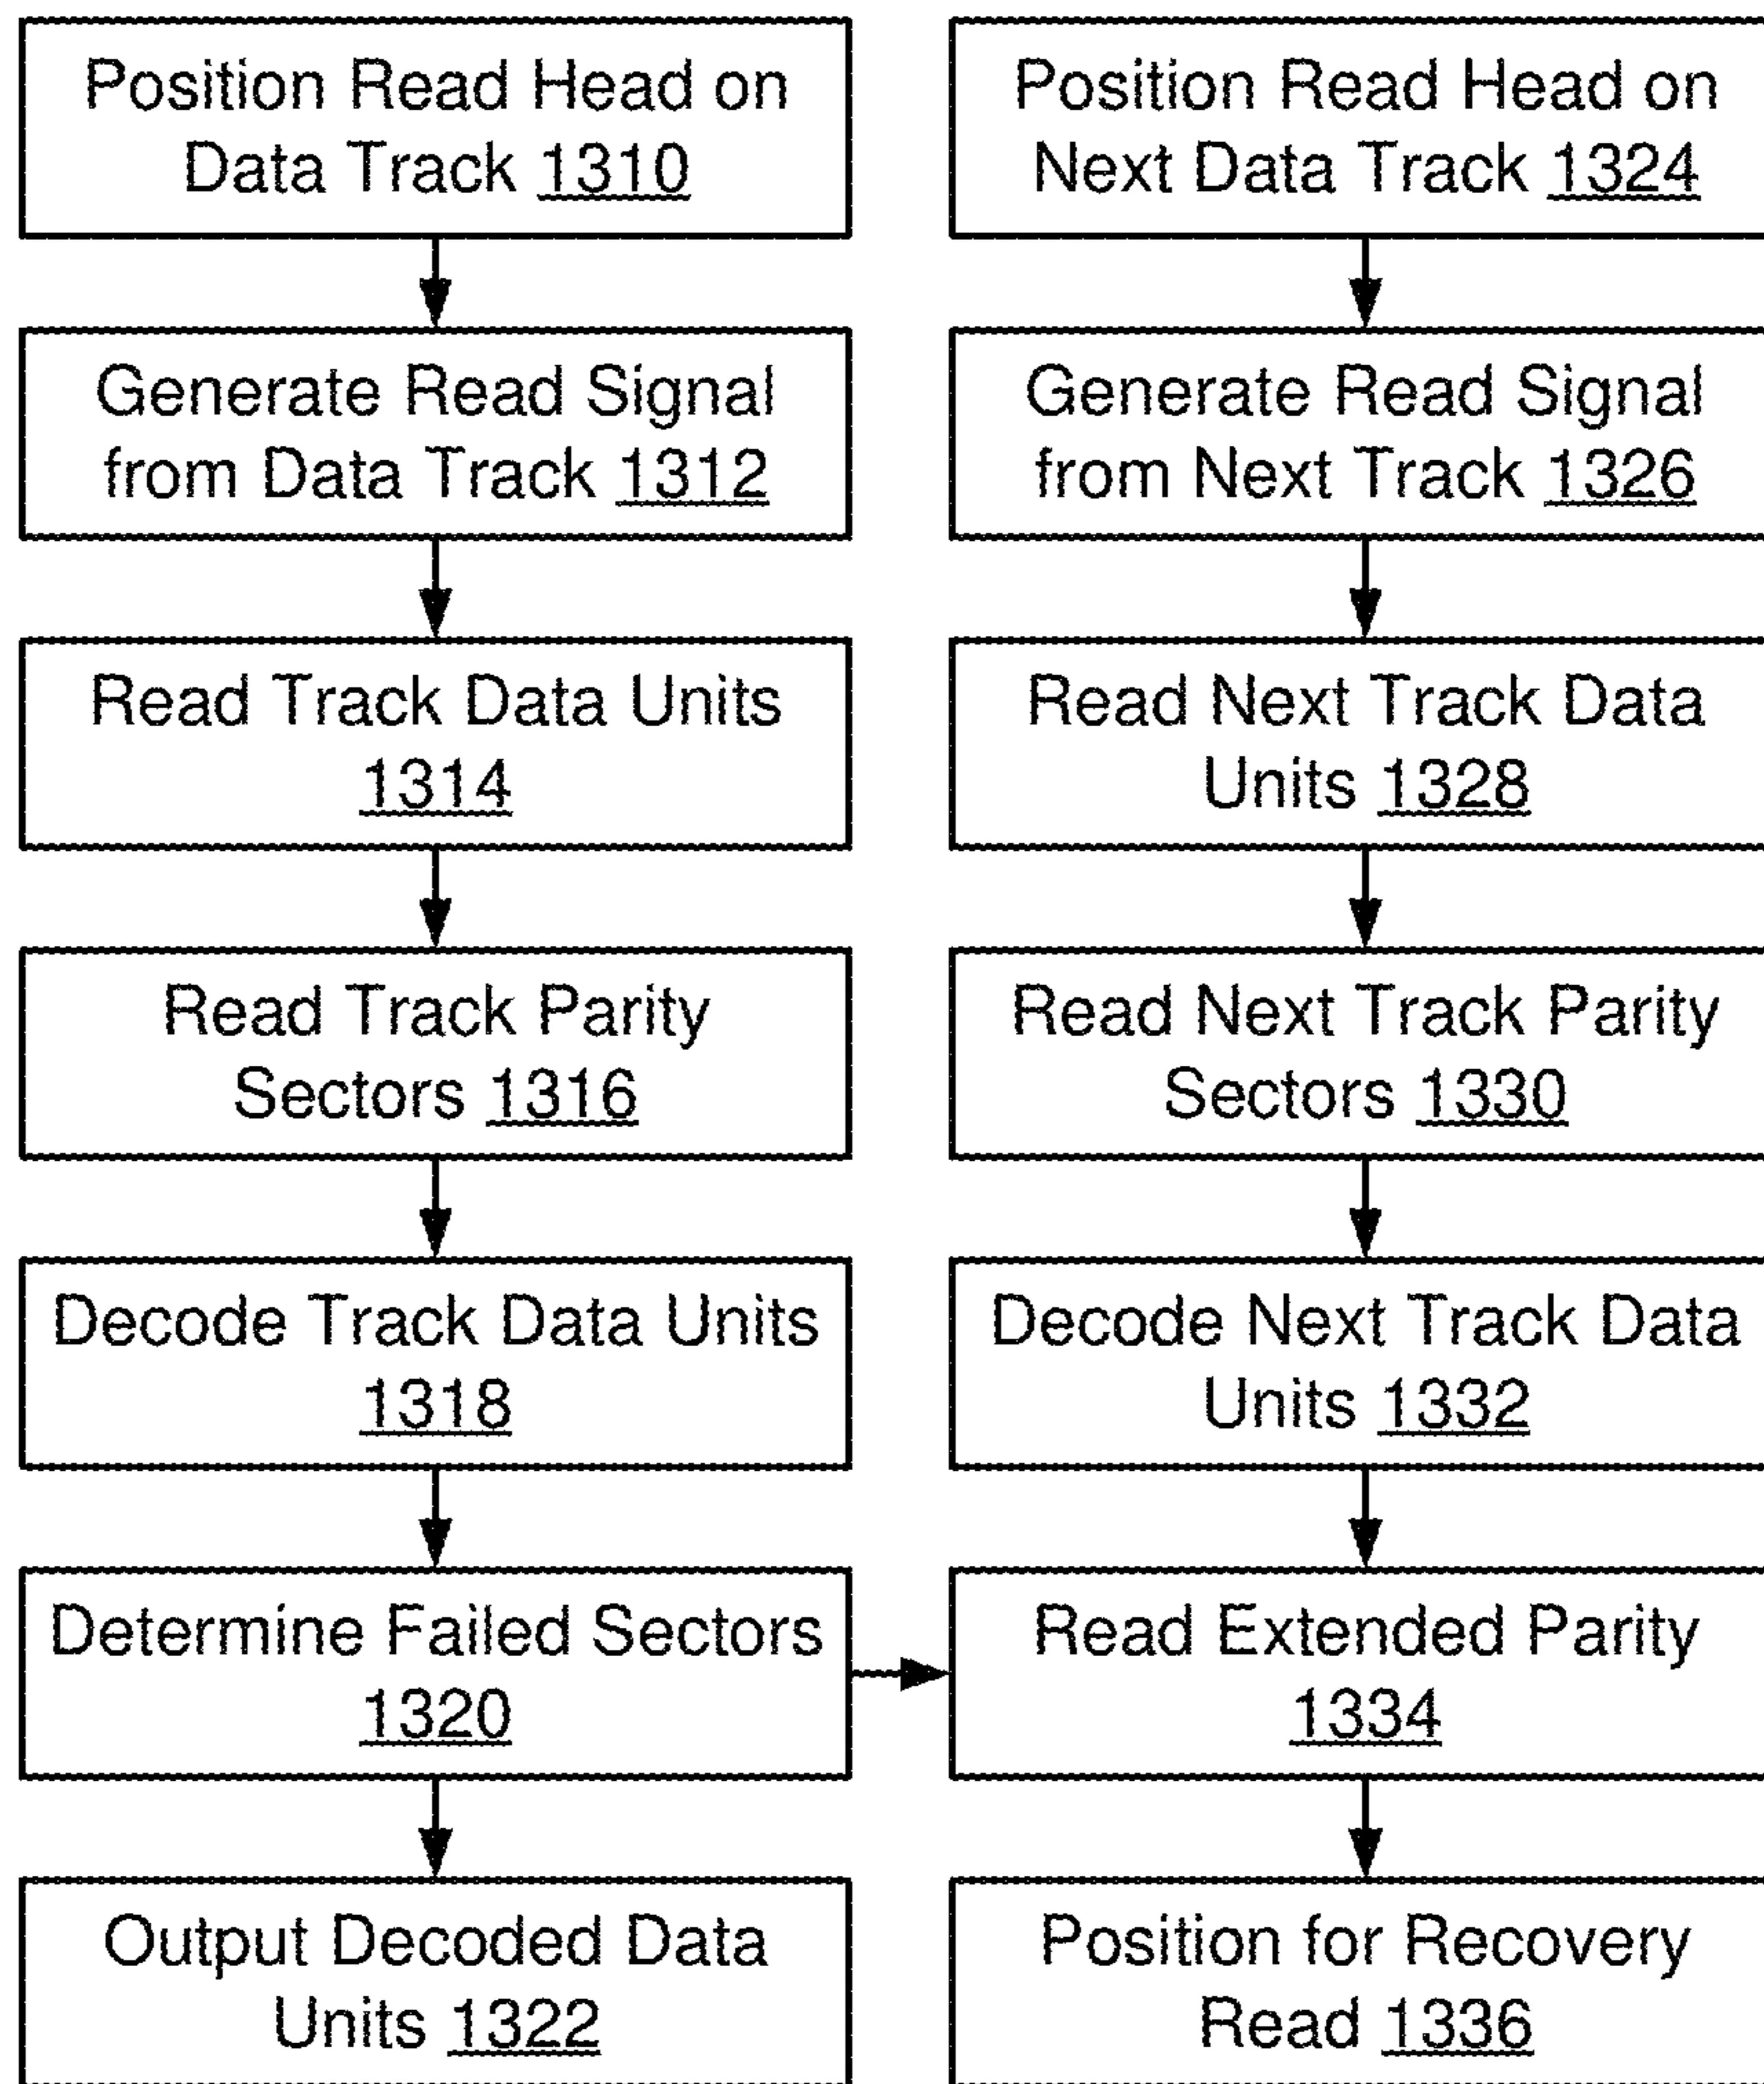 Position Read Head on
Data Track 1310
Generate Read Signal
from Data Track 1312
Read Track Data Units
1314
Read Track Parity
Sectors 1316
Decode Track Data Units
1318
Determine Failed Sectors
1320
Output Decoded Data
Units 1322
Position Read Head on
Next Data Track 1324
Generate Read Signal
from Next Track 1326
Read Next Track Data
Units 1328
Read Next Track Parity
Sectors 1330
Decode Next Track Data
Units 1332
Read Extended Parity
1334
Position for Recovery
Read 1336